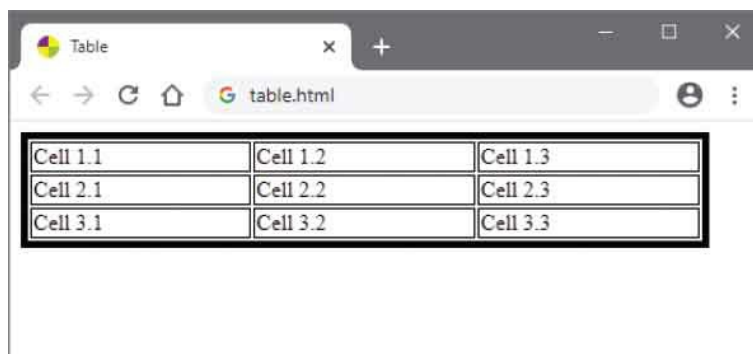 Table
table.html
Cell 1.1 Cell 1.2 Cell 1.3
Cell 2.1 Cell 2.2 Cell 2.3
Cell 3.1 Cell 3.2 Cell 3.3